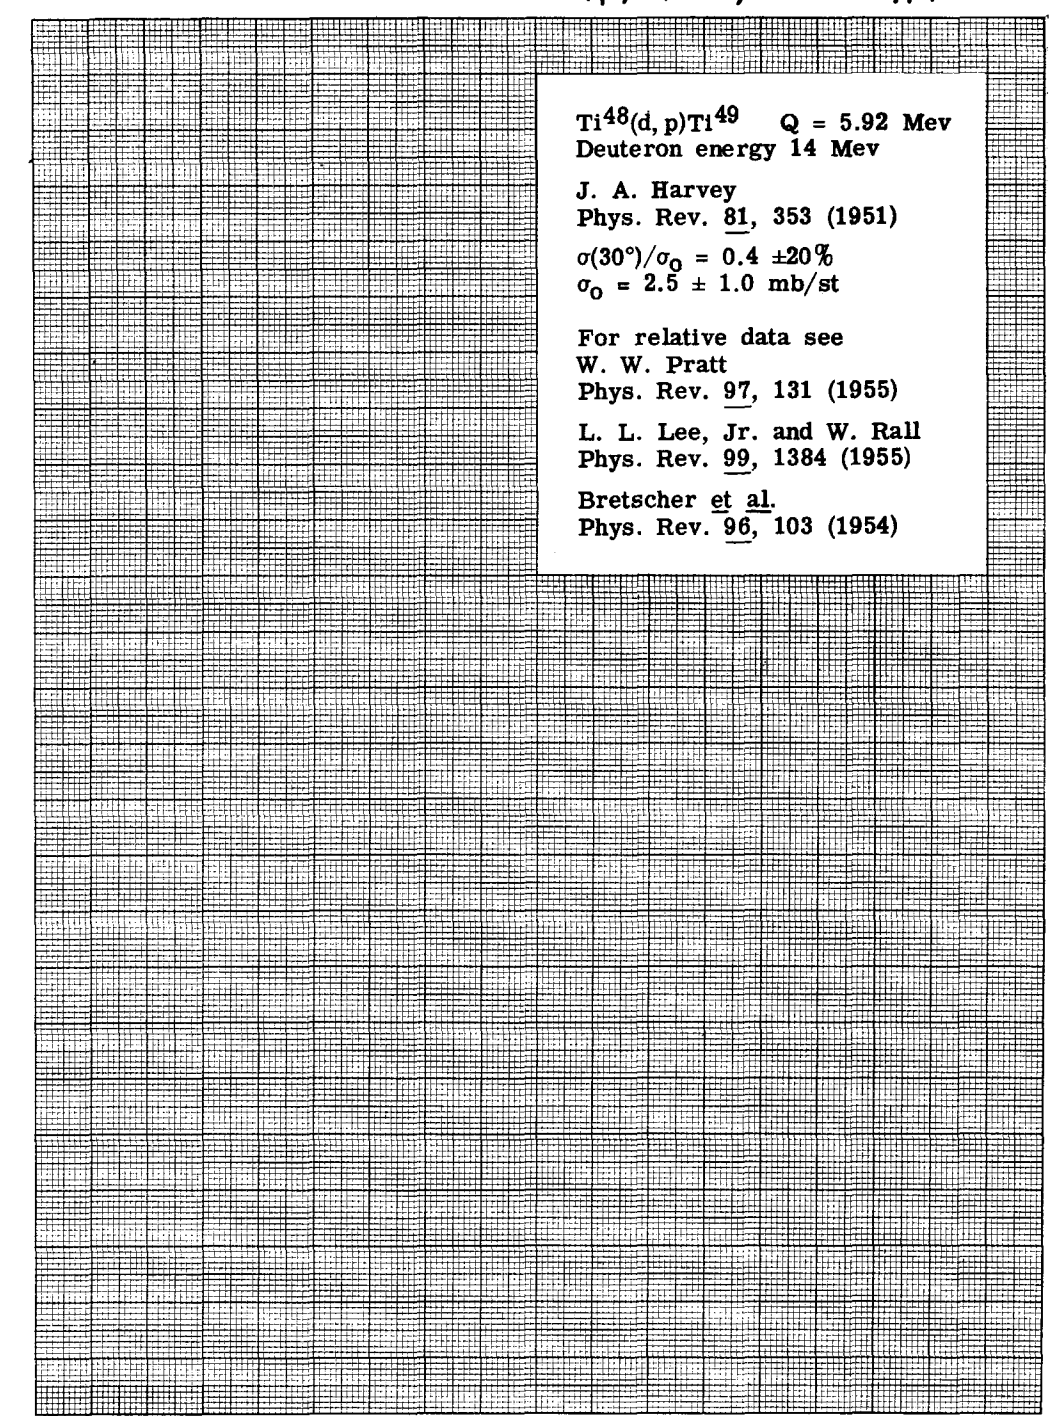 Ti⁴⁸(d, p)Ti⁴⁹ Q = 5.92 Mev
Deuteron energy 14 Mev
J. A. Harvey
Phys. Rev. 81, 353 (1951)
σ(30°)/σ₀ = 0.4 ±20%
σ₀ = 2.5 ± 1.0 mb/st
For relative data see
W. W. Pratt
Phys. Rev. 97, 131 (1955)
L. L. Lee, Jr. and W. Rall
Phys. Rev. 99, 1384 (1955)
Bretscher et al.
Phys. Rev. 96, 103 (1954)